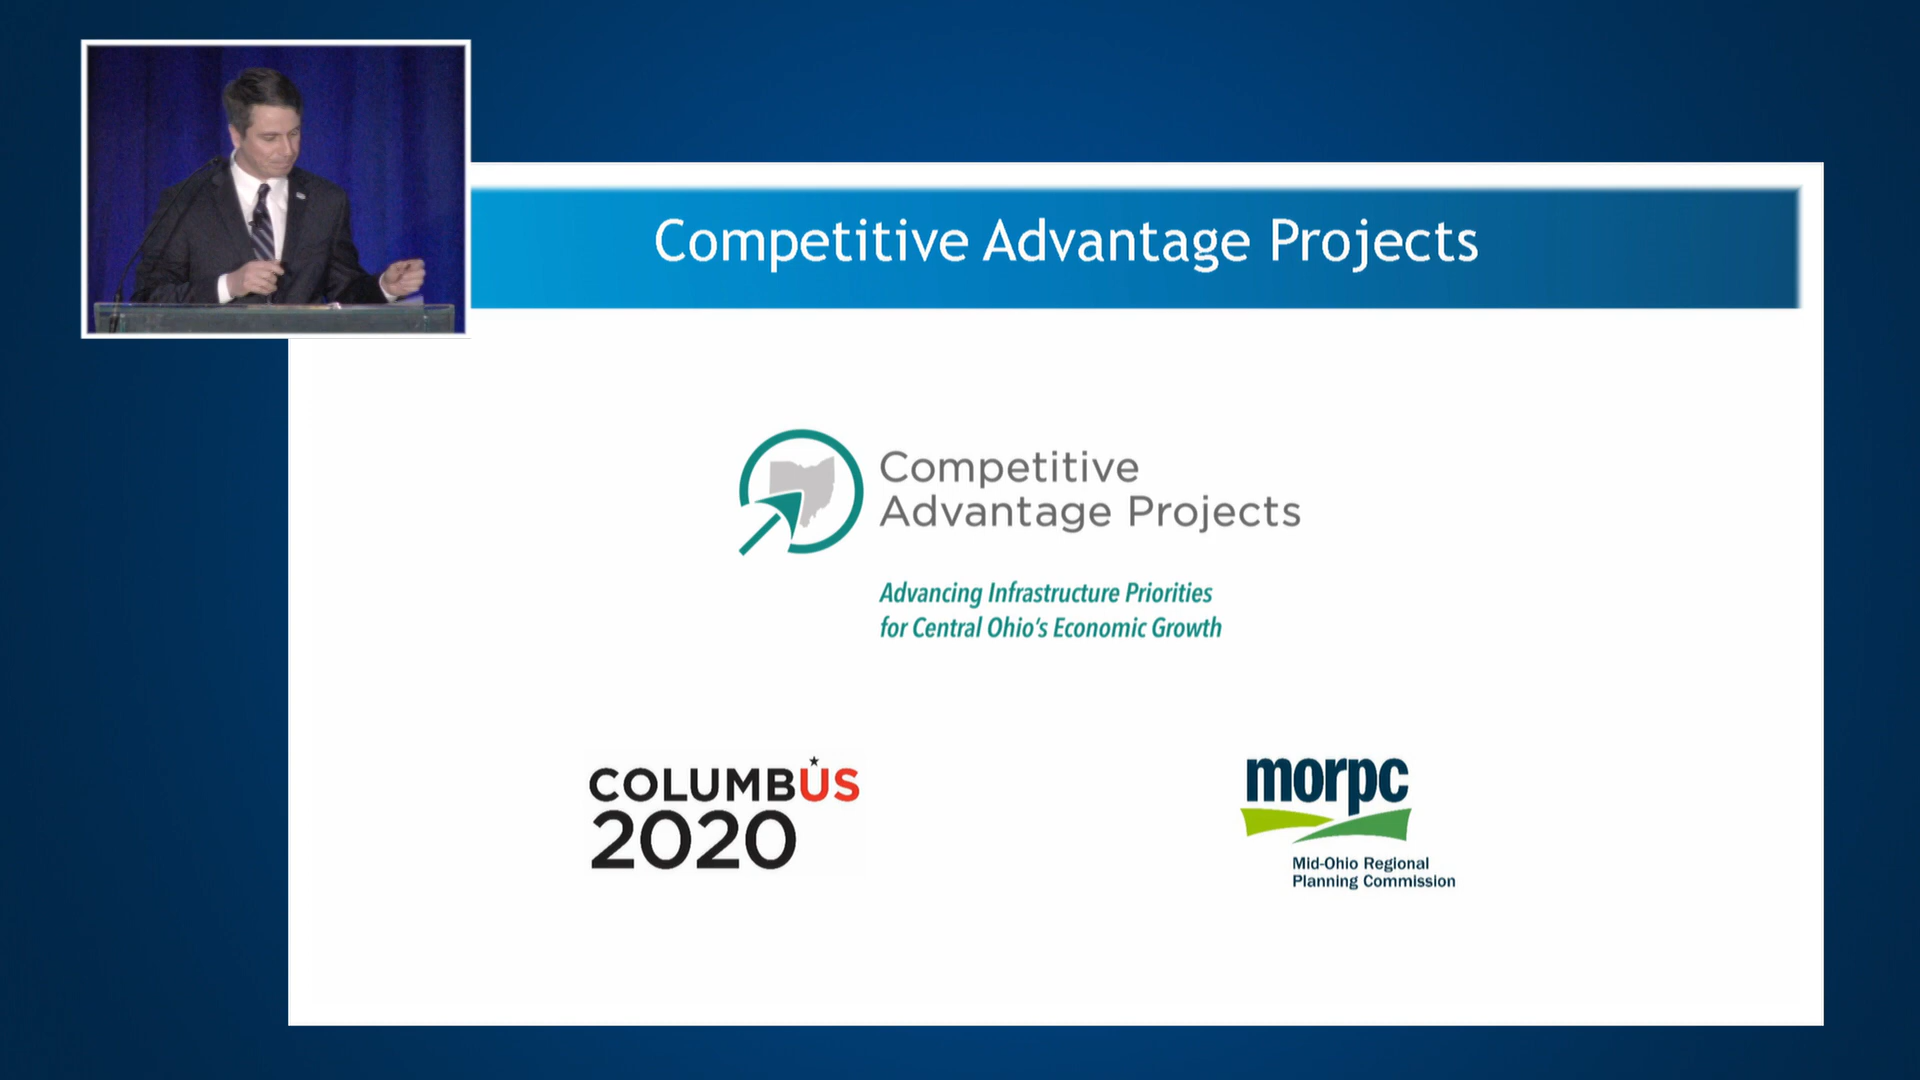 Competitive Advantage Projects
Competitive
Advantage Projects
Advancing Infrastructure Priorities
for Central Ohio's Economic Growth
COLUMBUS
2020
morpc
Mid-Ohio Regional
Planning Commission